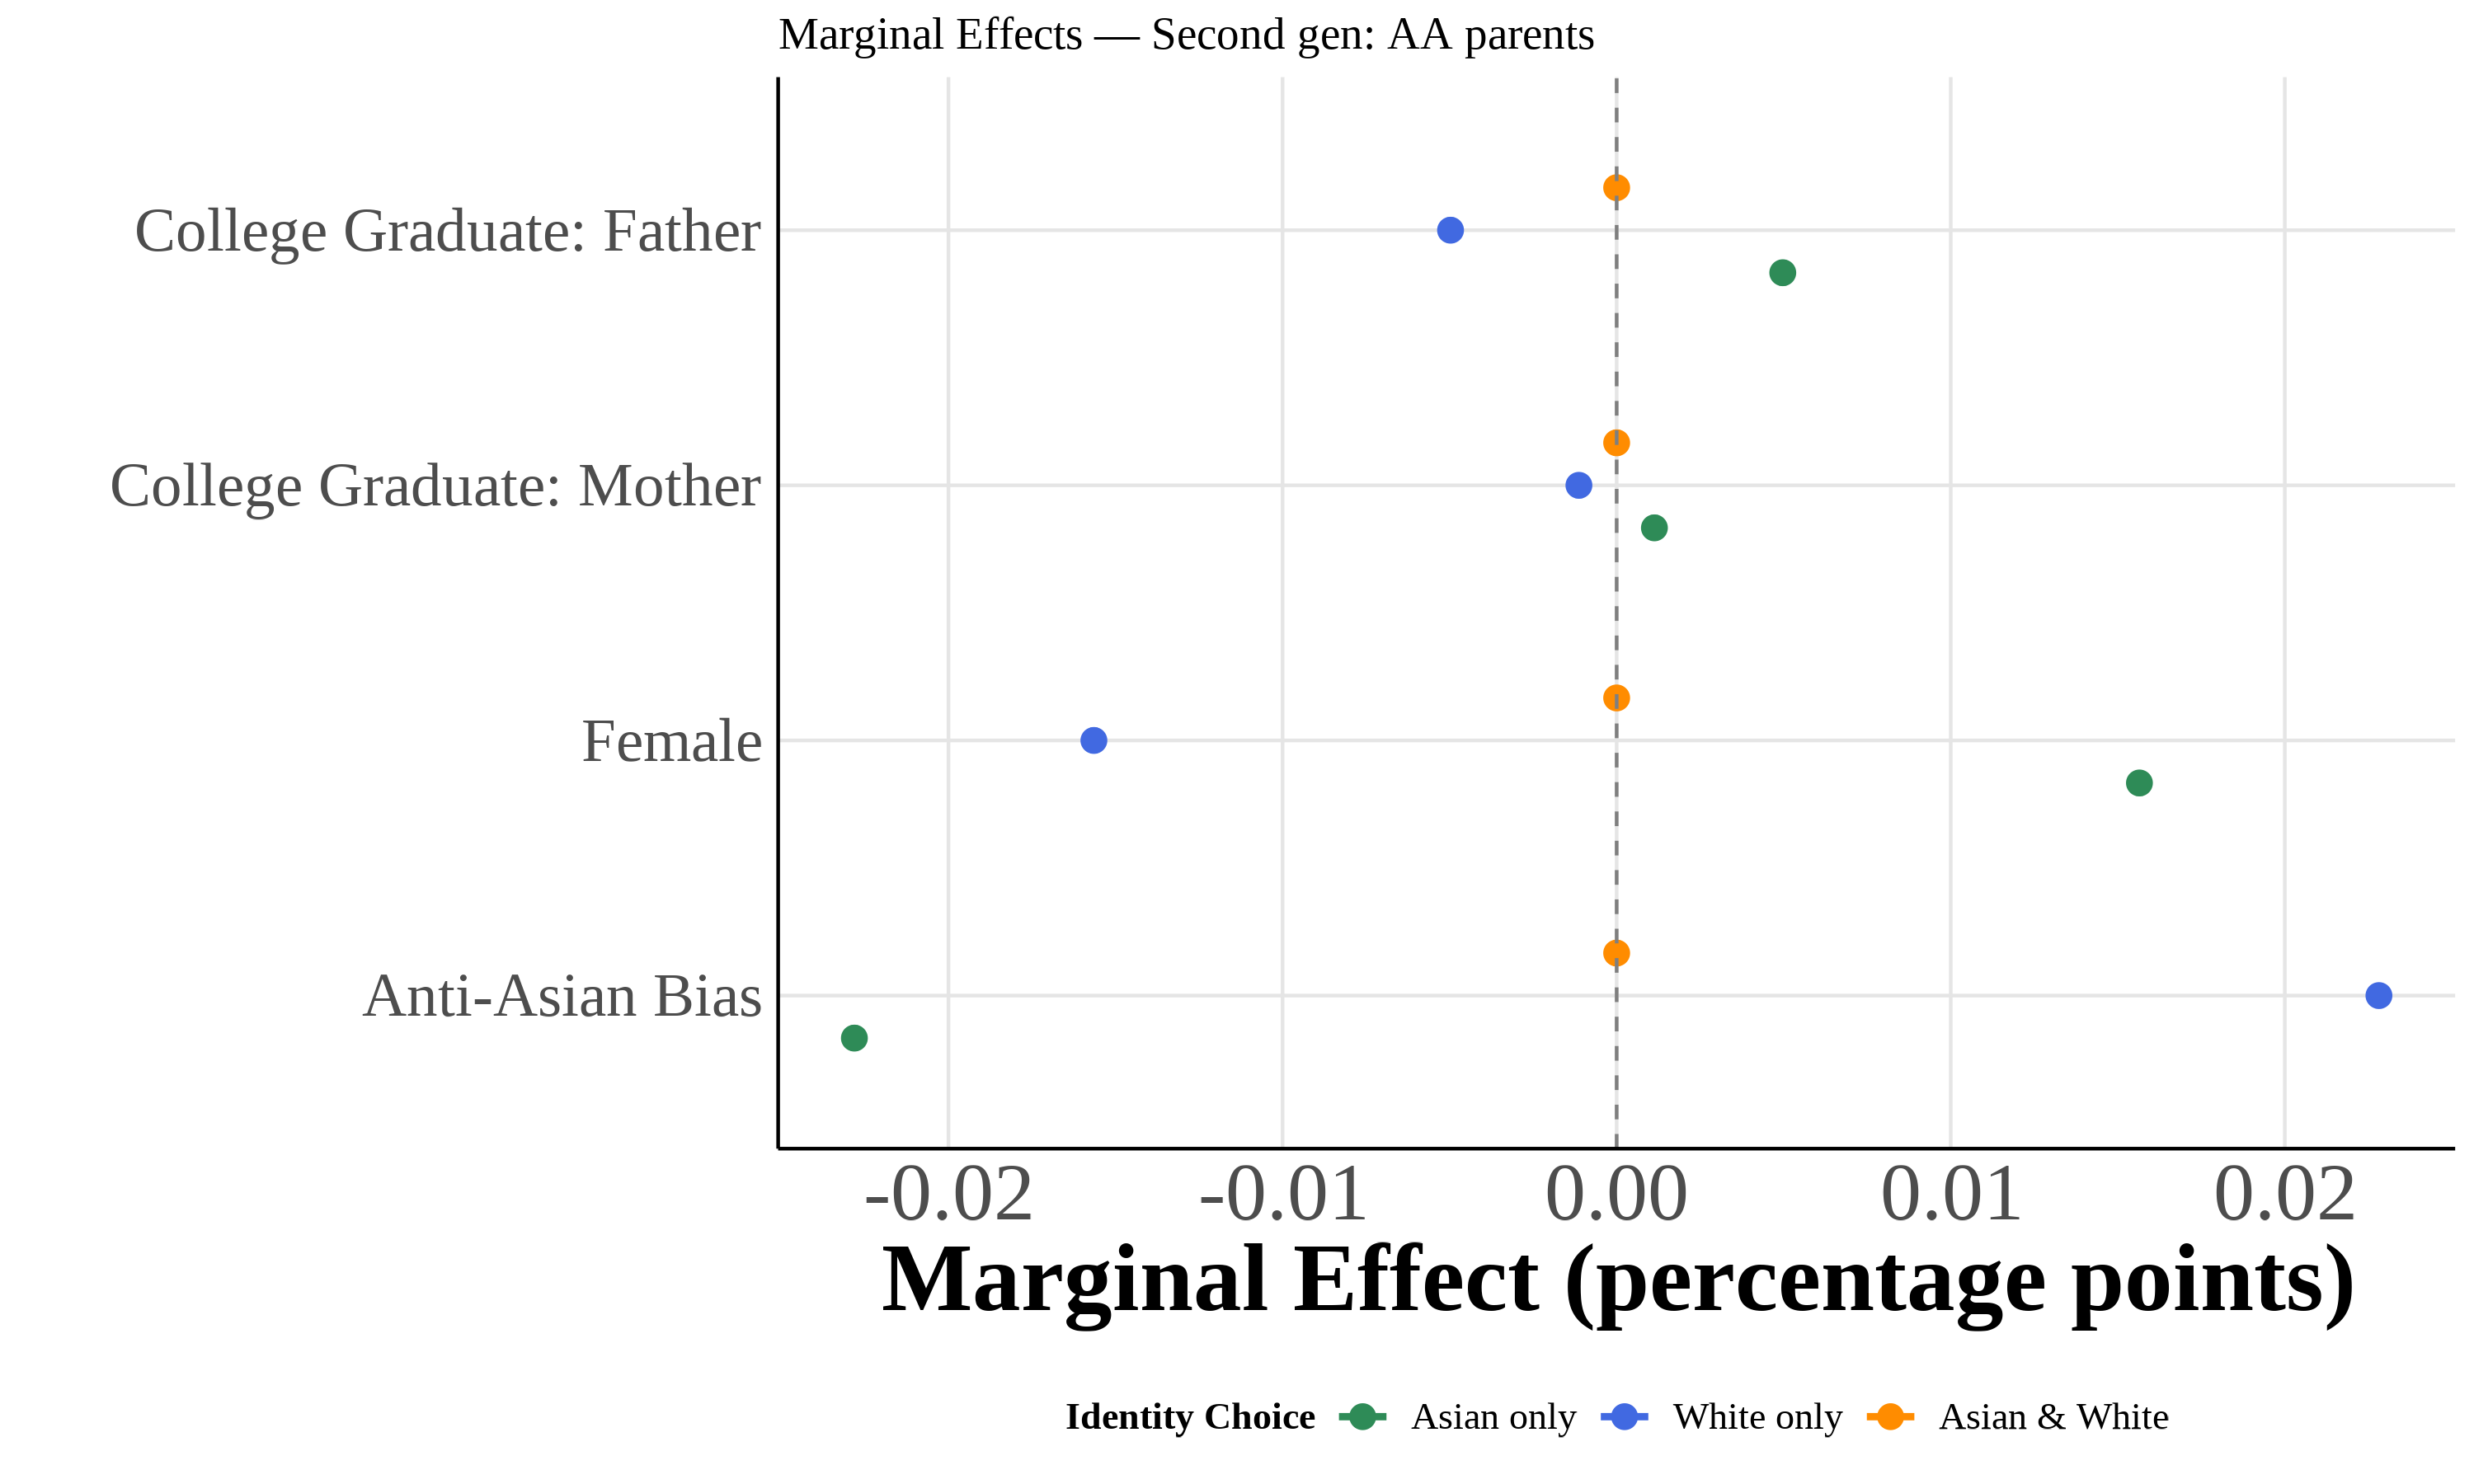 Marginal Effects — Second gen: AA parents
College Graduate: Father
College Graduate: Mother
Female
Anti-Asian Bias
-0.02 -0.01 0.00 0.01 0.02
Marginal Effect (percentage points)
Identity Choice Asian only White only Asian & White